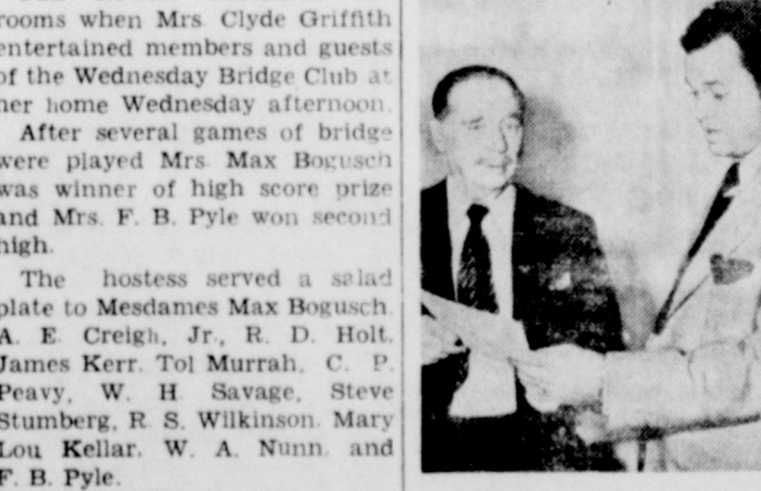 rooms when Mrs. Clyde Griffith
entertained members and guests
of the Wednesday Bridge Club at
her home Wednesday afternoon.
After several games of bridge
were played Mrs. Max Bogusch
was winner of high score prize
and Mrs. F. B. Pyle won second
high.
The hostess served a salad
plate to Mesdames Max Bogusch,
A. E. Creigh, Jr., R. D. Holt,
James Kerr, Tol Murrah, C. P.
Peavy, W. H. Savage, Steve
Stumberg, R. S. Wilkinson, Mary
Lou Kellar, W. A. Nunn, and
F. B. Pyle.